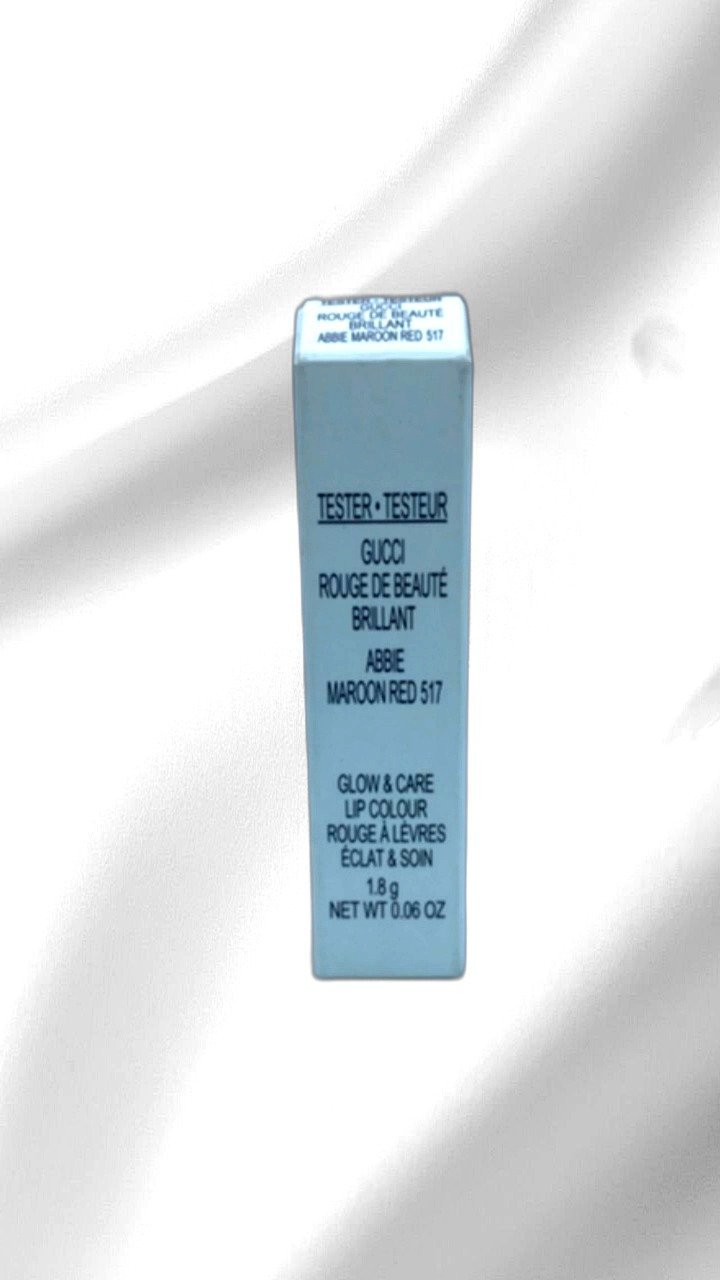 TESTER · TESTEUR
GUCCI
ROUGE DE BEAUTÉ
BRILLANT
ABBIE MAROON RED 517
TESTER • TESTEUR
GUCCI
ROUGE DE BEAUTÉ
BRILLANT
ABBIE
MAROON RED 517
GLOW & CARE
LIP COLOUR
ROUGE À LÈVRES
ÉCLAT & SOIN
1.8 g
NET WT 0.06 OZ